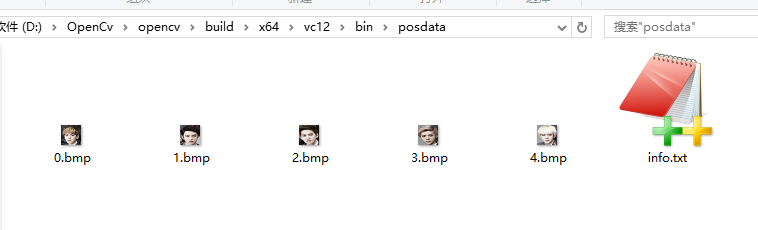 软件 (D:) > OpenCv > opencv > build > x64 > vc12 > bin > posdata
搜索"posdata"
0.bmp 1.bmp 2.bmp 3.bmp 4.bmp info.txt